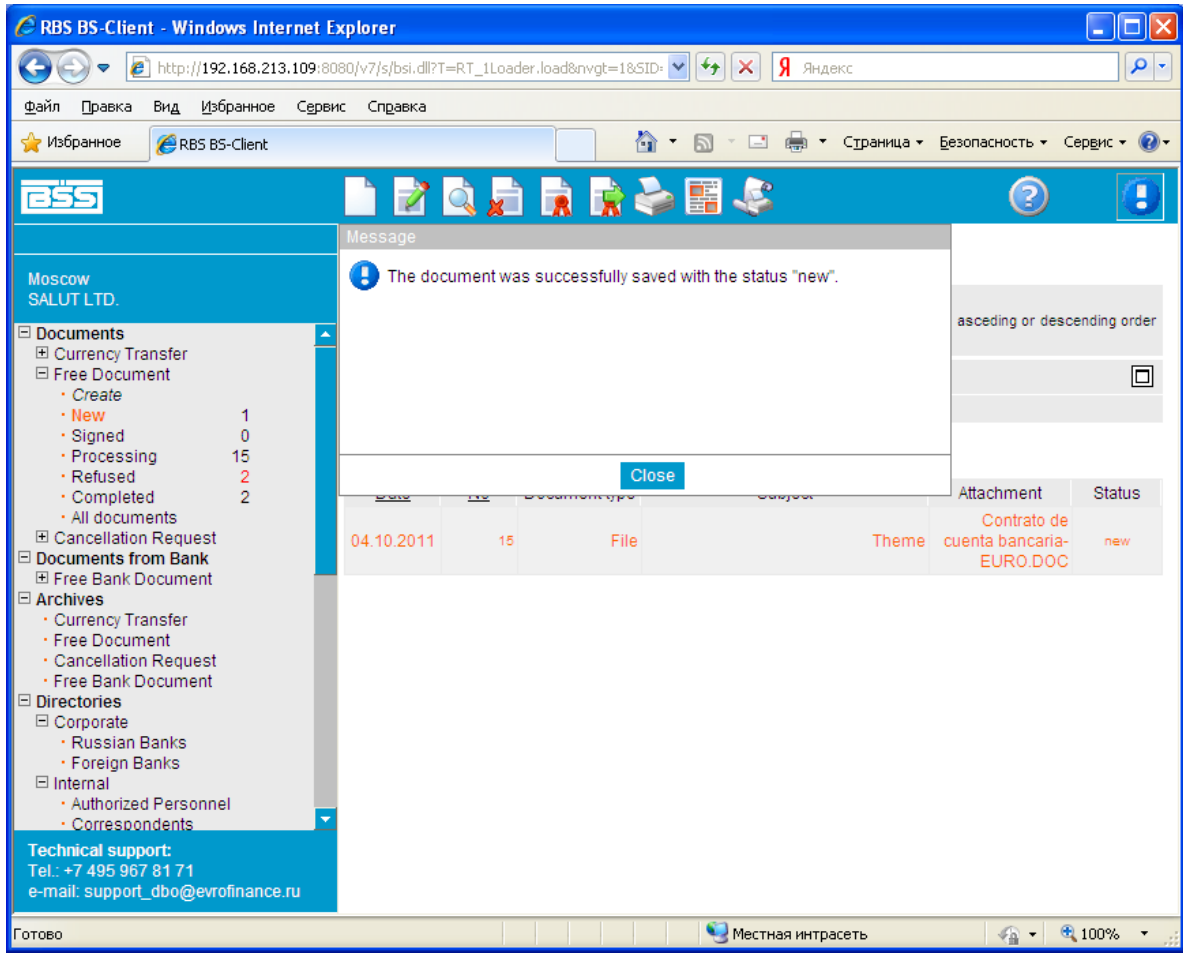 RBS BS-Client - Windows Internet Explorer
http://192.168.213.109:8080/v7/s/bsi.dll?T=RT_1Loader.load&nvgt=1&SID:
Я Яндекс
Файл Правка Вид Избранное Сервис Справка
Избранное RBS BS-Client Страница Безопасность Сервис
BSS
Message
The document was successfully saved with the status "new".
Moscow
SALUT LTD.
asceding or descending order
Documents
Currency Transfer
Free Document
Create
New 1
Signed 0
Processing 15
Refused 2
Completed 2
All documents
Cancellation Request
Documents from Bank
Free Bank Document
Archives
Currency Transfer
Free Document
Cancellation Request
Free Bank Document
Directories
Corporate
Russian Banks
Foreign Banks
Internal
Authorized Personnel
Correspondents
Close
Date No Document type Subject Attachment Status
04.10.2011 15 File Theme Contrato de cuenta bancaria-EURO.DOC new
Technical support:
Tel.: +7 495 967 81 71
e-mail: support_dbo@evrofinance.ru
Готово Местная интрасеть 100%